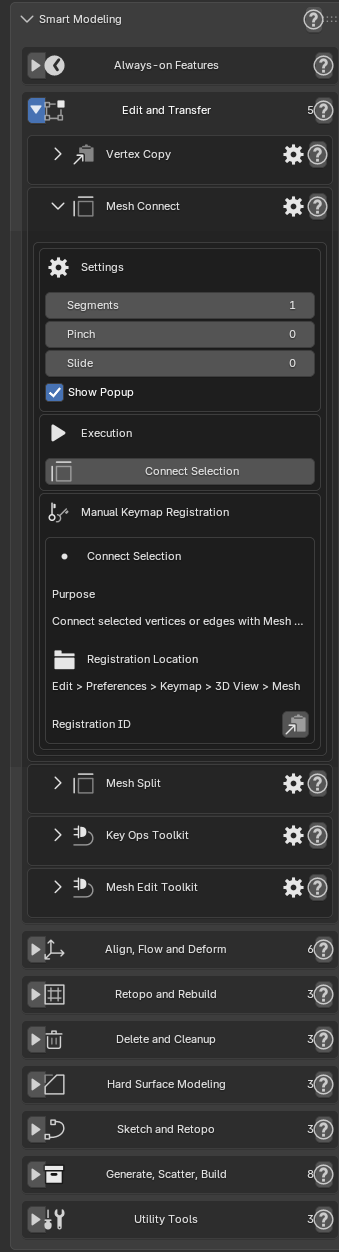 Smart Modeling
Always-on Features
Edit and Transfer 5
Vertex Copy
Mesh Connect
Settings
Segments 1
Pinch 0
Slide 0
Show Popup
Execution
Connect Selection
Manual Keymap Registration
Connect Selection
Purpose
Connect selected vertices or edges with Mesh ...
Registration Location
Edit > Preferences > Keymap > 3D View > Mesh
Registration ID
Mesh Split
Key Ops Toolkit
Mesh Edit Toolkit
Align, Flow and Deform 6
Retopo and Rebuild 3
Delete and Cleanup 3
Hard Surface Modeling 3
Sketch and Retopo 3
Generate, Scatter, Build 8
Utility Tools 3